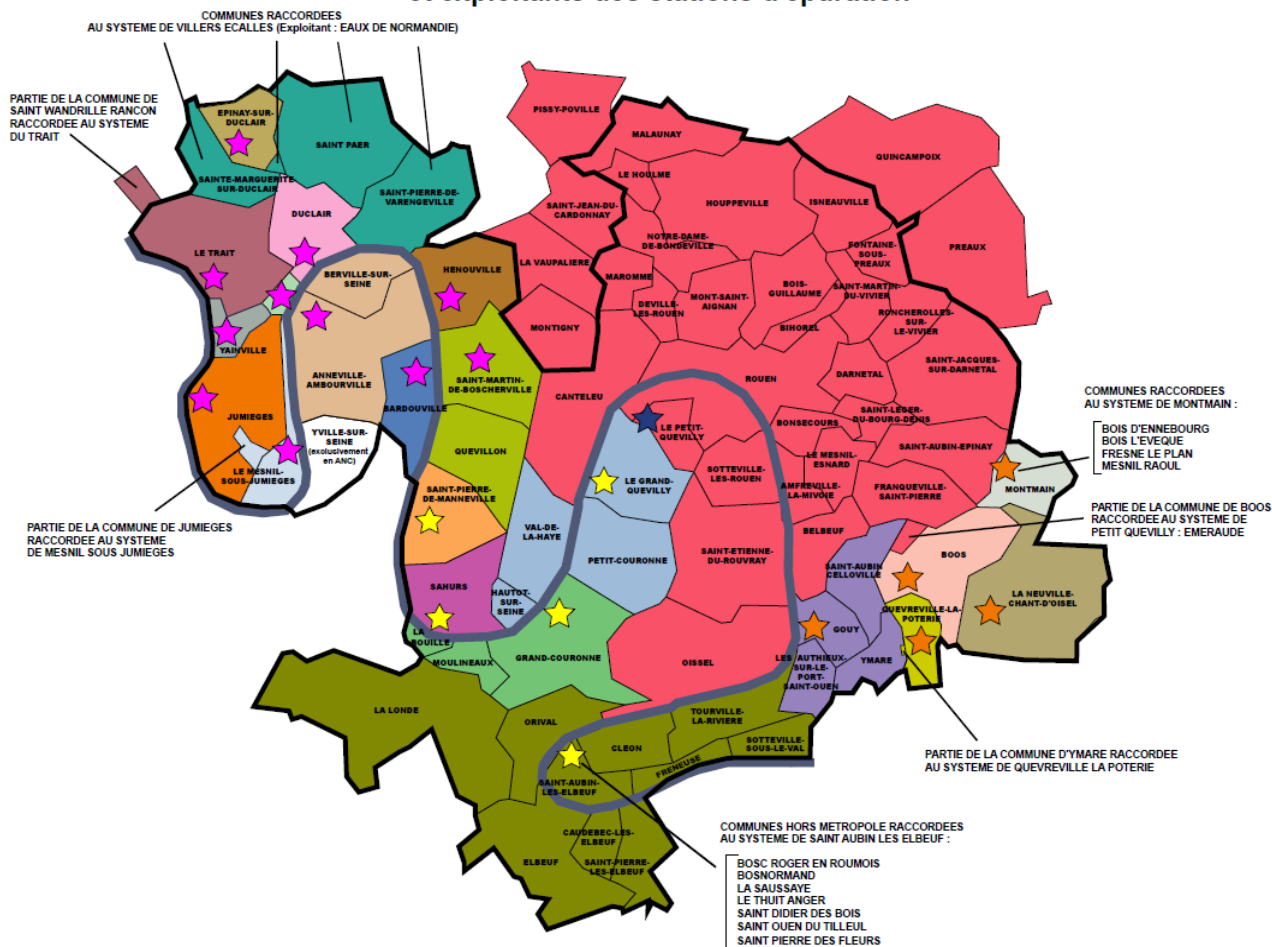 et exploitants des stations d'épuration
COMMUNES RACCORDEES
AU SYSTEME DE VILLERS ECALLES (Exploitant : EAUX DE NORMANDIE)
PARTIE DE LA COMMUNE DE
SAINT WANDRILLE RANCON
RACCORDEE AU SYSTEME
DU TRAIT
EPINAY-SUR-
DUCLAIR
SAINT PAER
SAINTE-MARGUERITE-
SUR-DUCLAIR
SAINT-PIERRE-DE-
VARENGEVILLE
DUCLAIR
LE TRAIT
BERVILLE-SUR-
SEINE
HENOUVILLE
YAINVILLE
ANNEVILLE-
AMBOURVILLE
BARDOUVILLE
SAINT-MARTIN-
DE-BOSCHERVILLE
JUMIEGES
YVILLE-SUR-
SEINE
(exclusivement
en ANC)
LE MESNIL-
SOUS-JUMIEGES
QUEVILLON
SAINT-PIERRE-
DE-MANNEVILLE
PARTIE DE LA COMMUNE DE JUMIEGES
RACCORDEE AU SYSTEME
DE MESNIL SOUS JUMIEGES
PISSY-POVILLE
MALAUNAY
QUINCAMPOIX
LE HOULME
HOUPPEVILLE
ISNEAUVILLE
SAINT-JEAN-DU-
CARDONNAY
NOTRE-DAME-
DE-BONDEVILLE
FONTAINE-
SOUS-
PREAUX
PREAUX
LA VAUPALIERE
MAROMME
MONT-SAINT-
AIGNAN
BOIS-
GUILLAUME
SAINT-MARTIN-
DU-VIVIER
DEVILLE-
LES-ROUEN
BIHOREL
RONCHEROLLES-
SUR-
LE-VIVIER
MONTIGNY
SAINT-JACQUES-
SUR-DARNETAL
CANTELEU
ROUEN
DARNETAL
SAINT-LEGER-
DU-BOURG-DENIS
BONSECOURS
LE PETIT-
QUEVILLY
LE MESNIL-
ESNARD
SAINT-AUBIN-EPINAY
LE GRAND-
QUEVILLY
SOTTEVILLE-
LES-ROUEN
AMFREVILLE-
LA-MIVOIE
FRANQUEVILLE-
SAINT-PIERRE
MONTMAIN
COMMUNES RACCORDEES
AU SYSTEME DE MONTMAIN :
BOIS D'ENNEBOURG
BOIS L'EVEQUE
FRESNE LE PLAN
MESNIL RAOUL
PARTIE DE LA COMMUNE DE BOOS
RACCORDEE AU SYSTEME DE
PETIT QUEVILLY : EMERAUDE
VAL-DE-
LA-HAYE
BELBEUF
PETIT-COURONNE
SAINT-ETIENNE-
DU-ROUVRAY
SAINT-AUBIN
CELLOVILLE
BOOS
SAHURS
HAUTOT-
SUR-
SEINE
LA NEUVILLE-
CHANT-D'OISEL
QUEVREVILLE-LA-
POTERIE
LA
BOUILLE
GOUY
MOULINEAUX
GRAND-COURONNE
OISSEL
LES AUTHIEUX-
SUR-LE-
PORT-
SAINT-OUEN
YMARE
LA LONDE
ORIVAL
TOURVILLE-
LA-RIVIERE
CLEON
SOTTEVILLE-
SOUS-LE-VAL
FRENEUSE
SAINT-AUBIN-
LES-ELBEUF
PARTIE DE LA COMMUNE D'YMARE RACCORDEE
AU SYSTEME DE QUEVREVILLE LA POTERIE
CAUDEBEC-LES-
ELBEUF
ELBEUF
SAINT-PIERRE-
LES-ELBEUF
COMMUNES HORS METROPOLE RACCORDEES
AU SYSTEME DE SAINT AUBIN LES ELBEUF :
BOSC ROGER EN ROUMOIS
BOSNORMAND
LA SAUSSAYE
LE THUIT ANGER
SAINT DIDIER DES BOIS
SAINT OUEN DU TILLEUL
SAINT PIERRE DES FLEURS